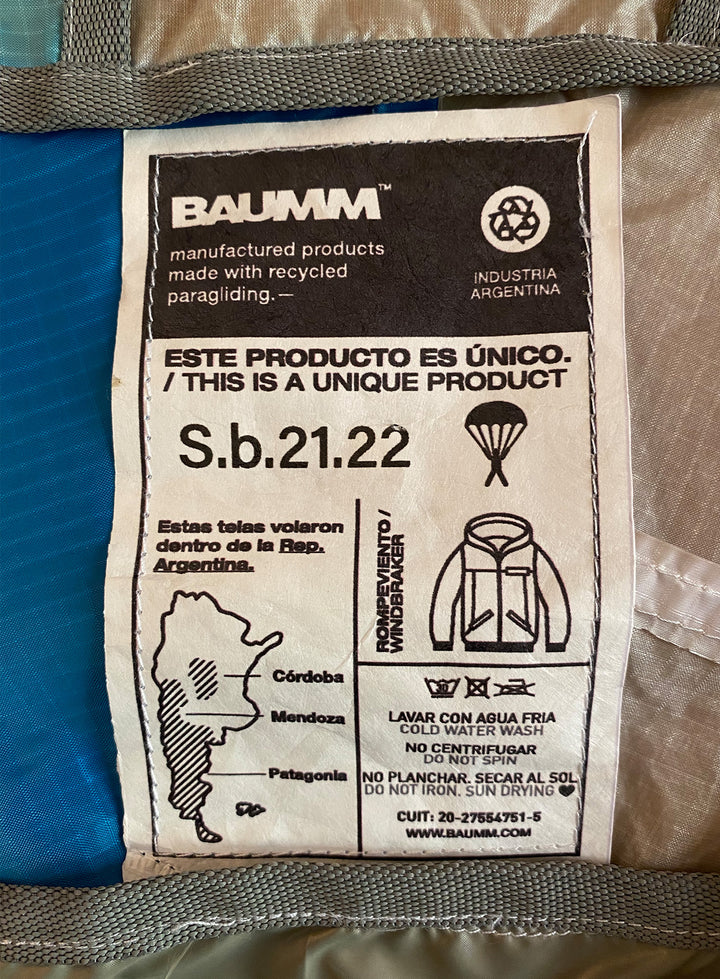 BAUMM™
manufactured products
made with recycled
paragliding.—
INDUSTRIA
ARGENTINA
ESTE PRODUCTO ES ÚNICO.
/ THIS IS A UNIQUE PRODUCT
S.b.21.22
Estas telas volaron
dentro de la Rep.
Argentina.
Córdoba
Mendoza
Patagonia
ROMPEVIENTO /
WINDBRAKER
30
LAVAR CON AGUA FRIA
COLD WATER WASH
NO CENTRIFUGAR
DO NOT SPIN
NO PLANCHAR. SECAR AL SOL
DO NOT IRON. SUN DRYING ♥
CUIT: 20-27554751-5
WWW.BAUMM.COM